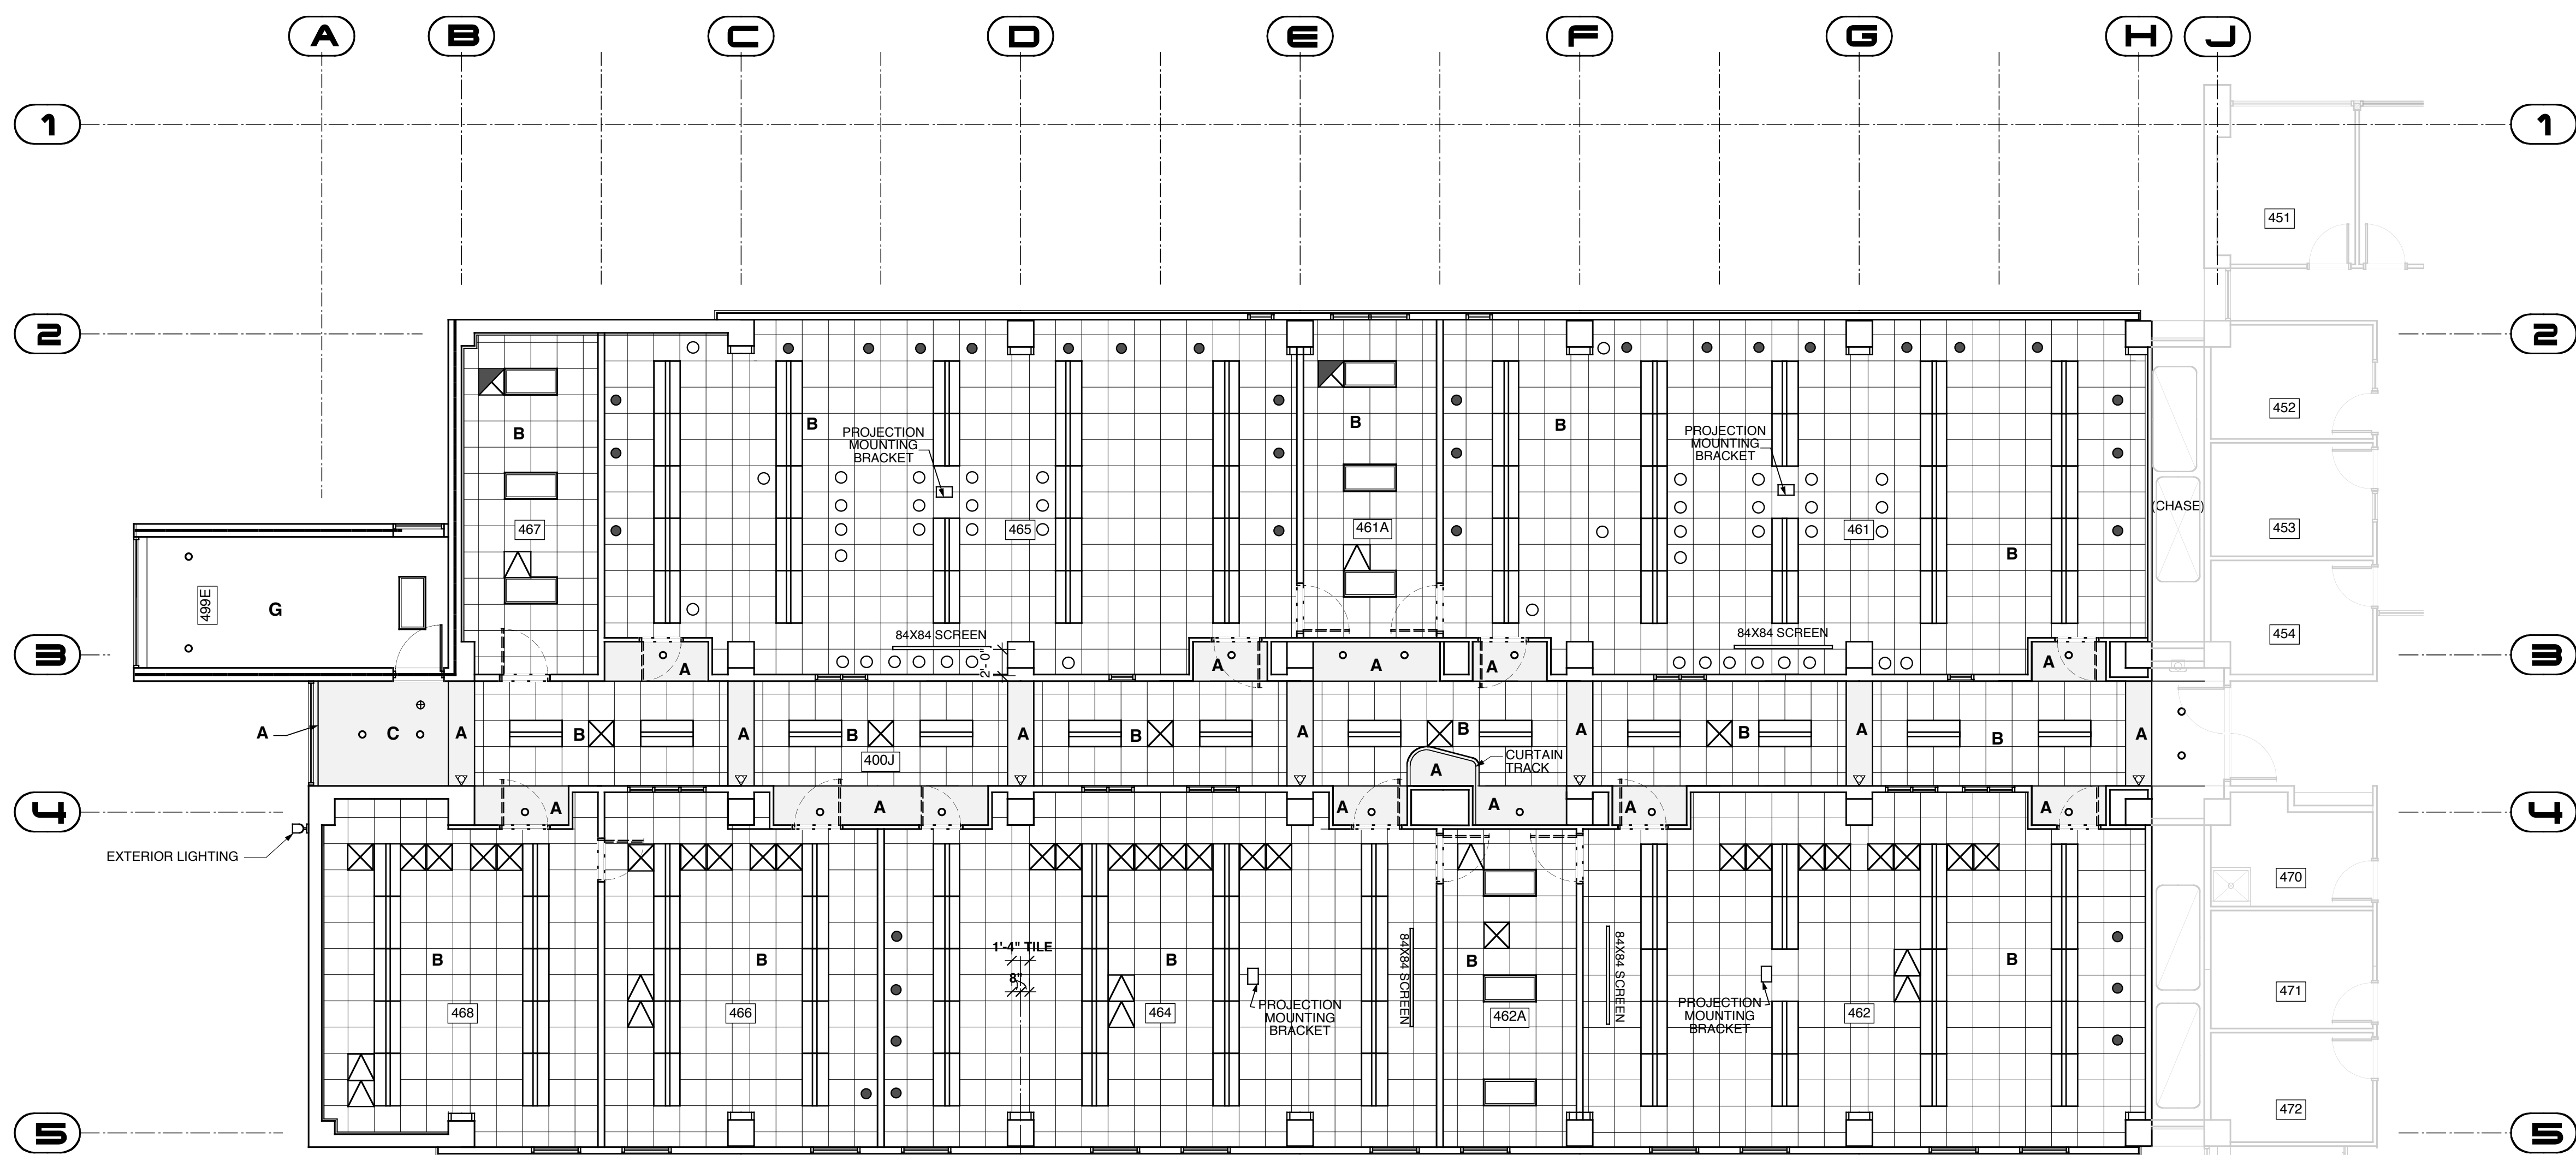 A B C D E F G H J
1 1
451
2 2
452
B B B B
PROJECTION
MOUNTING
BRACKET
PROJECTION
MOUNTING
BRACKET
(CHASE)
467 465 461A 461 453
B
499E G
454
84X84 SCREEN 84X84 SCREEN
2'-0"
3 3
A A A A A
A C A B A B A B A B A B A B A
400J
CURTAIN
TRACK
A
4 4
A A A A A A
EXTERIOR LIGHTING
470
1'-4" TILE
8"
B B B B B
84X84 SCREEN
84X84 SCREEN
PROJECTION
MOUNTING
BRACKET
PROJECTION
MOUNTING
BRACKET
468 466 464 462A 462
471
472
5 5